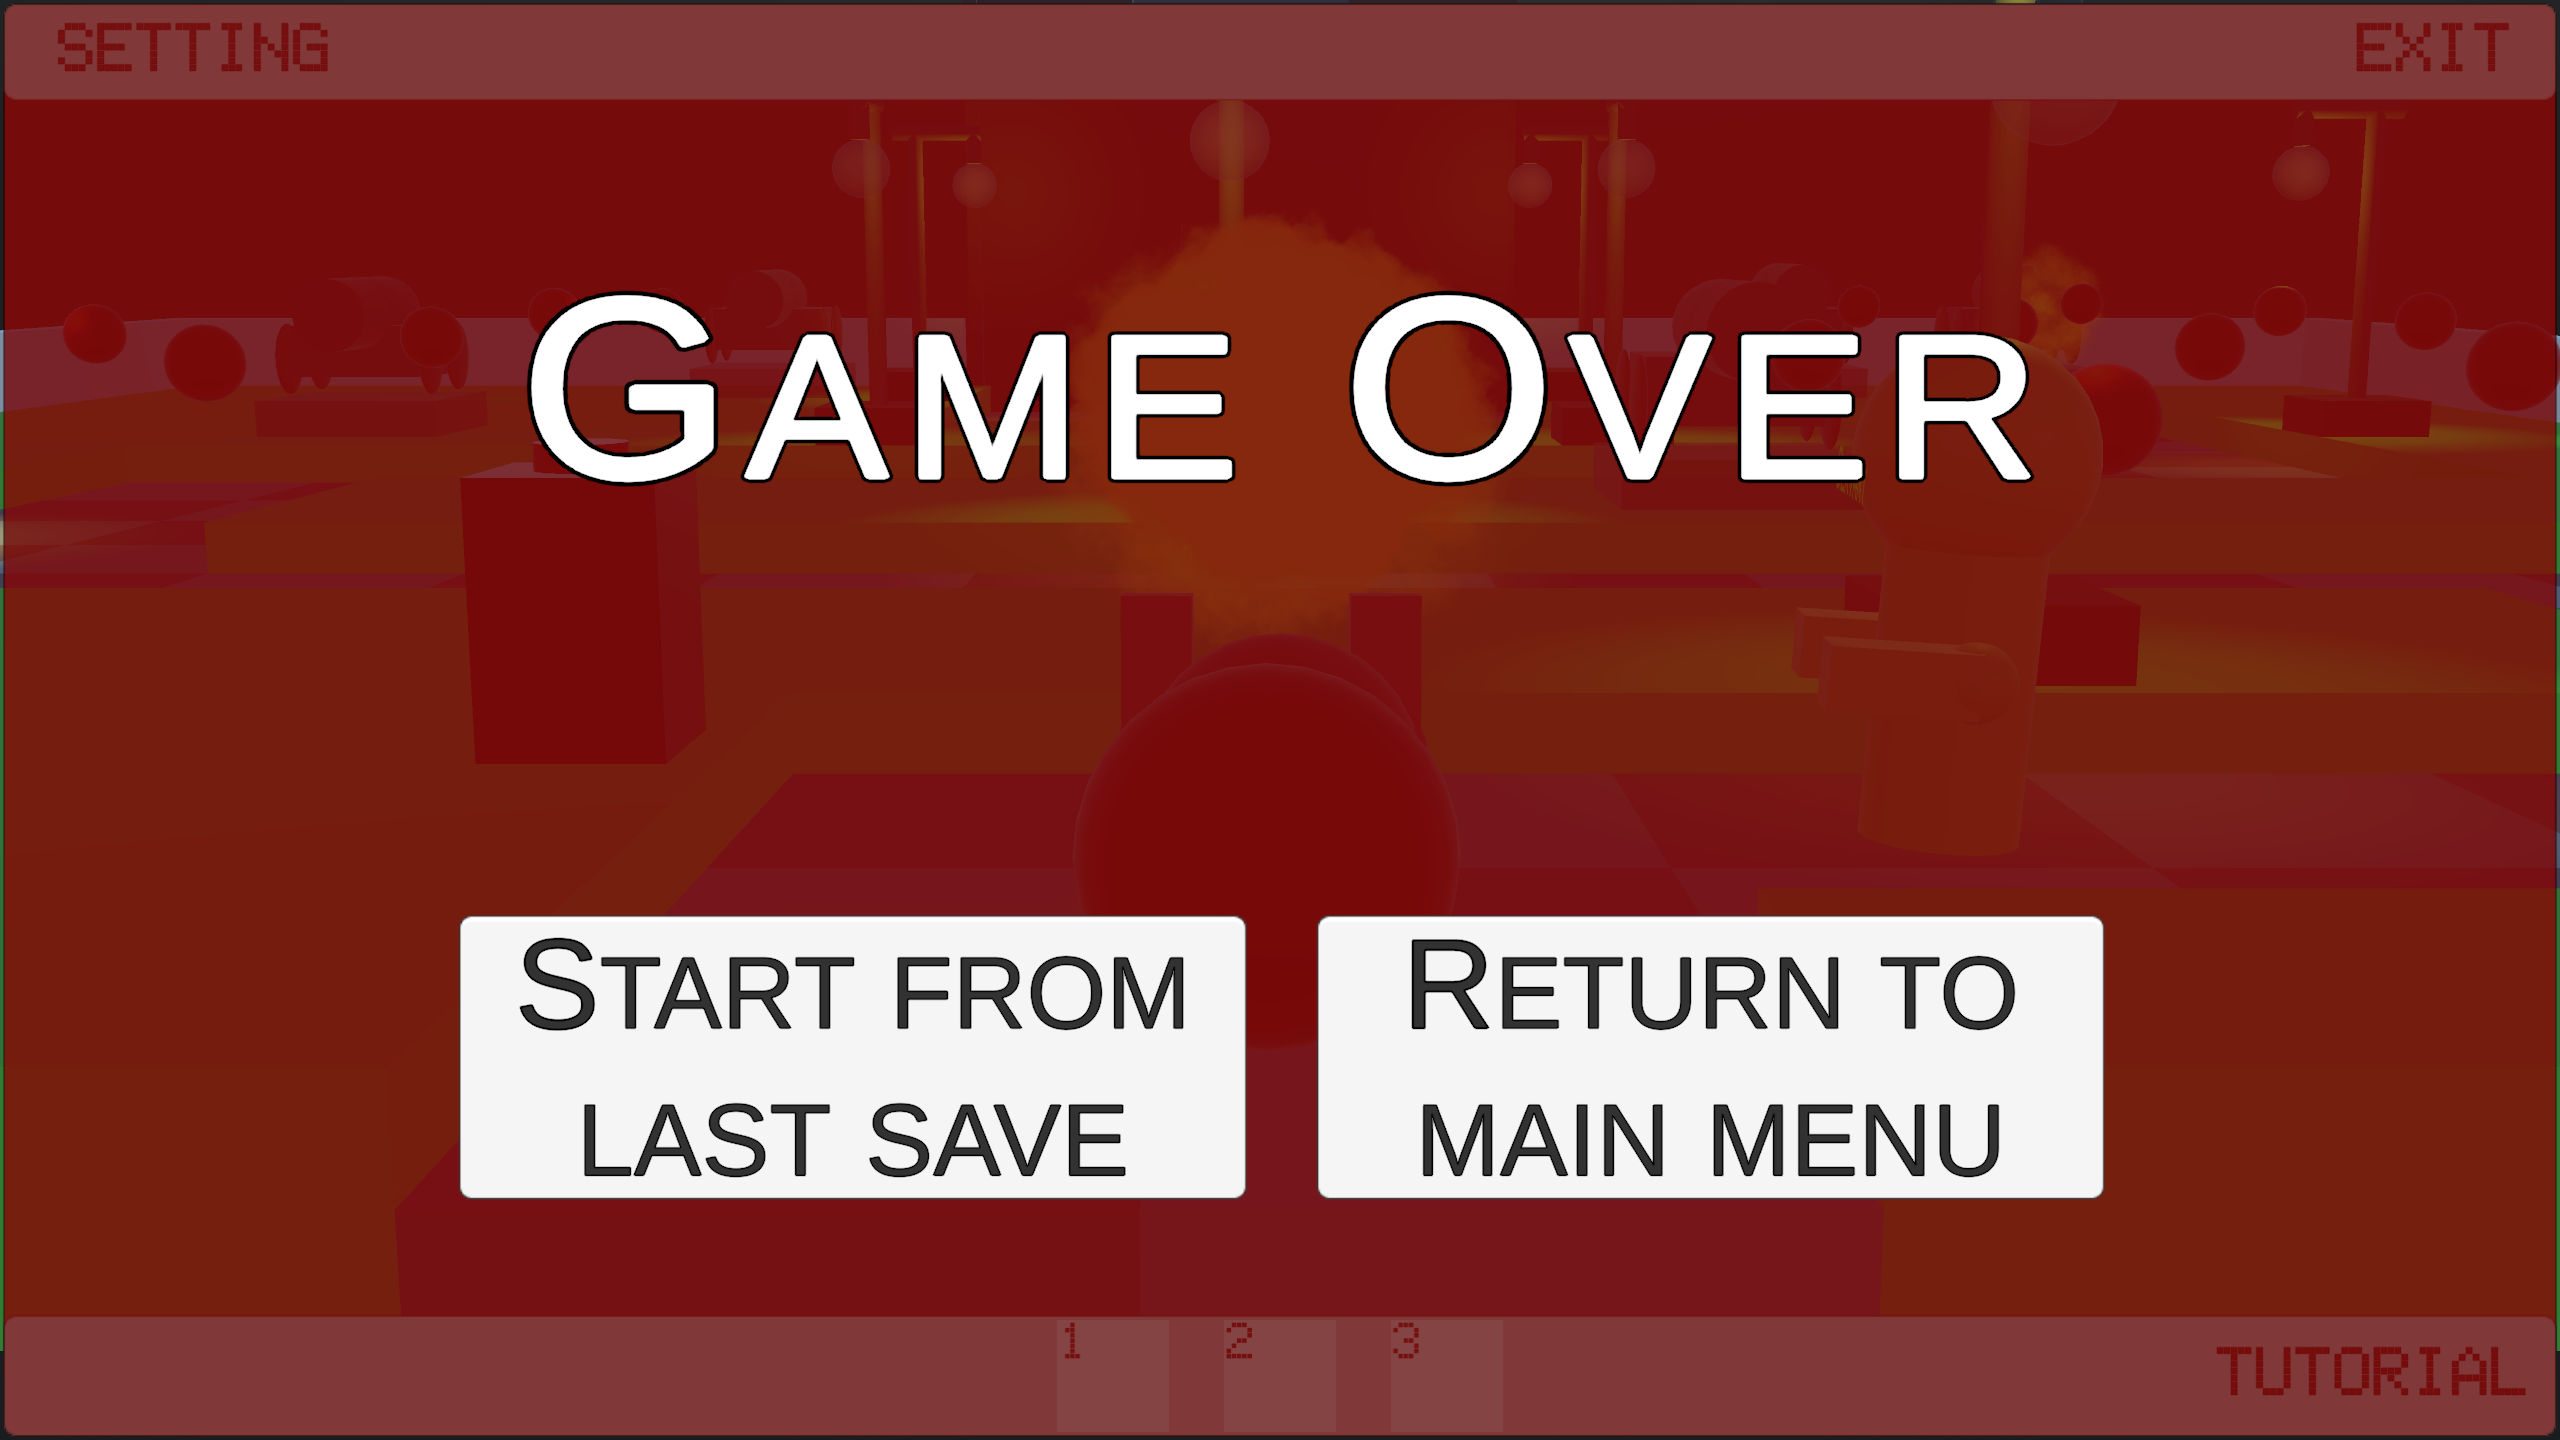 SETTING
EXIT
Game Over
Start from
last save
Return to
main menu
1
2
3
TUTORIAL